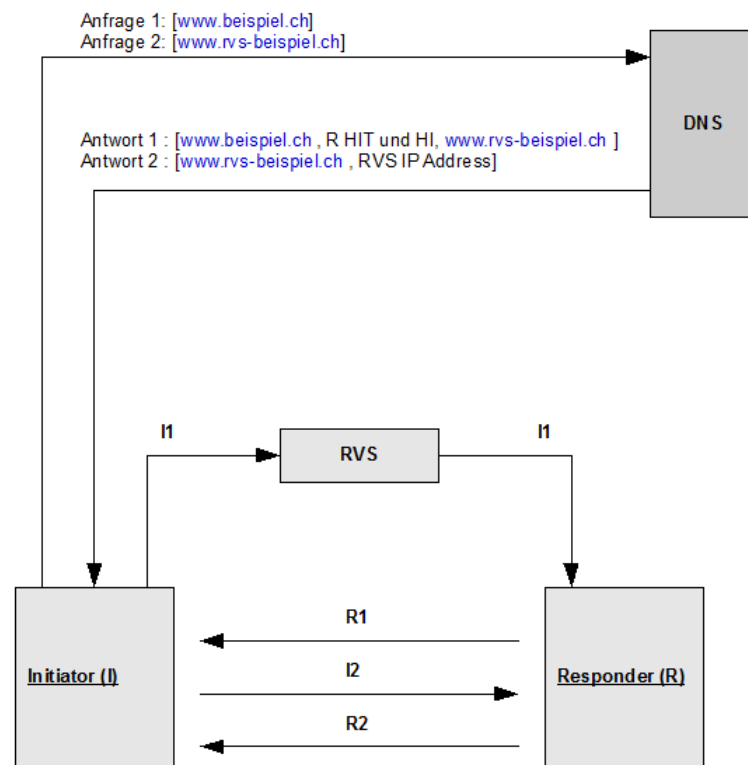 Anfrage 1: [www.beispiel.ch]
Anfrage 2: [www.rvs-beispiel.ch]
DNS
Antwort 1 : [www.beispiel.ch , R HIT und HI, www.rvs-beispiel.ch ]
Antwort 2 : [www.rvs-beispiel.ch , RVS IP Address]
I1
RVS
I1
R1
Initiator (I)
I2
Responder (R)
R2